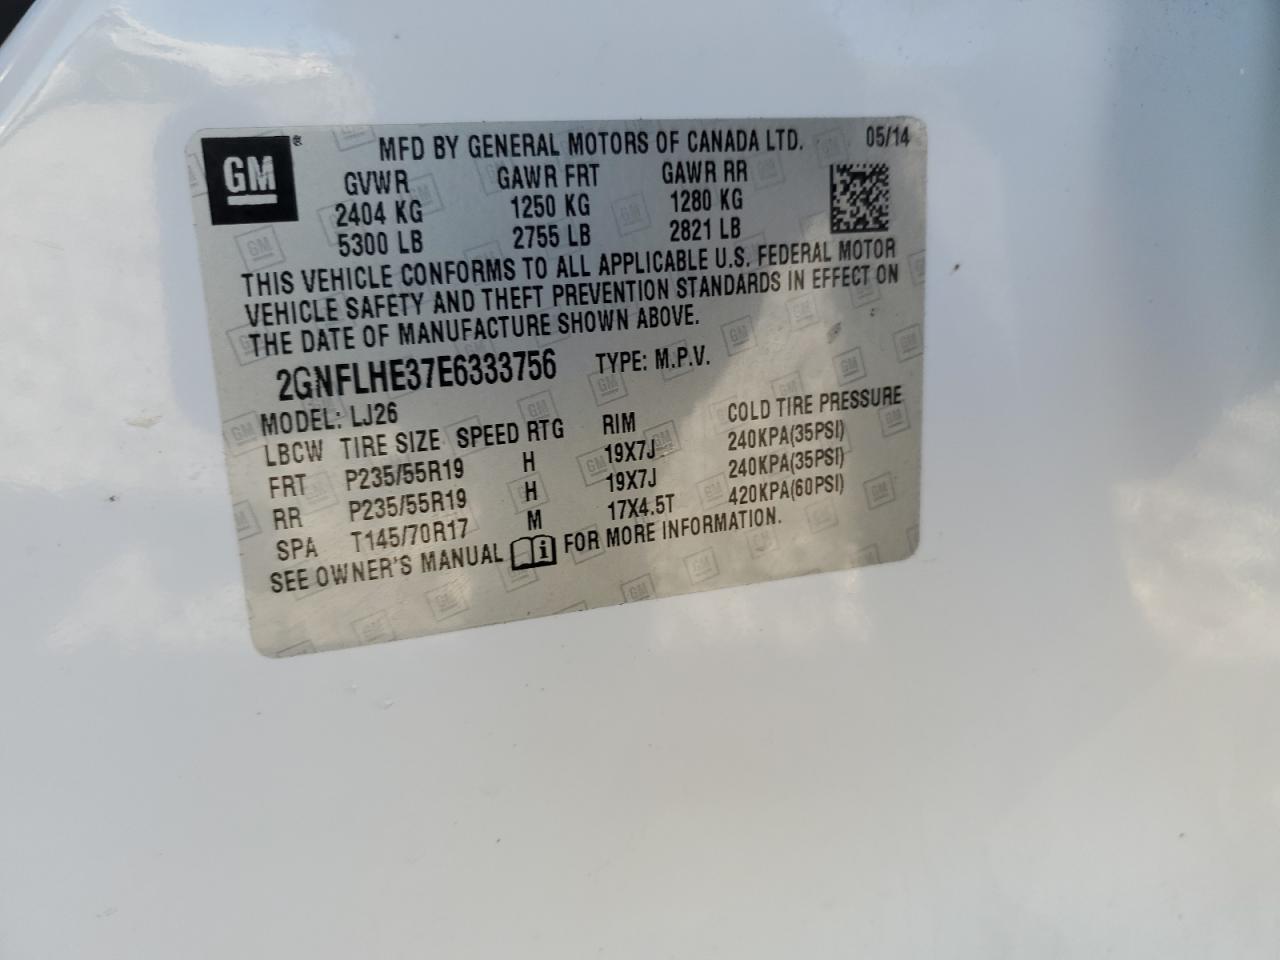 GM ®
MFD BY GENERAL MOTORS OF CANADA LTD. 05/14
GVWR GAWR FRT GAWR RR
2404 KG 1250 KG 1280 KG
5300 LB 2755 LB 2821 LB
THIS VEHICLE CONFORMS TO ALL APPLICABLE U.S. FEDERAL MOTOR
VEHICLE SAFETY AND THEFT PREVENTION STANDARDS IN EFFECT ON
THE DATE OF MANUFACTURE SHOWN ABOVE.
2GNFLHE37E6333756 TYPE: M.P.V.
MODEL: LJ26
LBCW TIRE SIZE SPEED RTG RIM COLD TIRE PRESSURE
FRT P235/55R19 H 19X7J 240KPA(35PSI)
RR P235/55R19 H 19X7J 240KPA(35PSI)
SPA T145/70R17 M 17X4.5T 420KPA(60PSI)
SEE OWNER'S MANUAL FOR MORE INFORMATION.